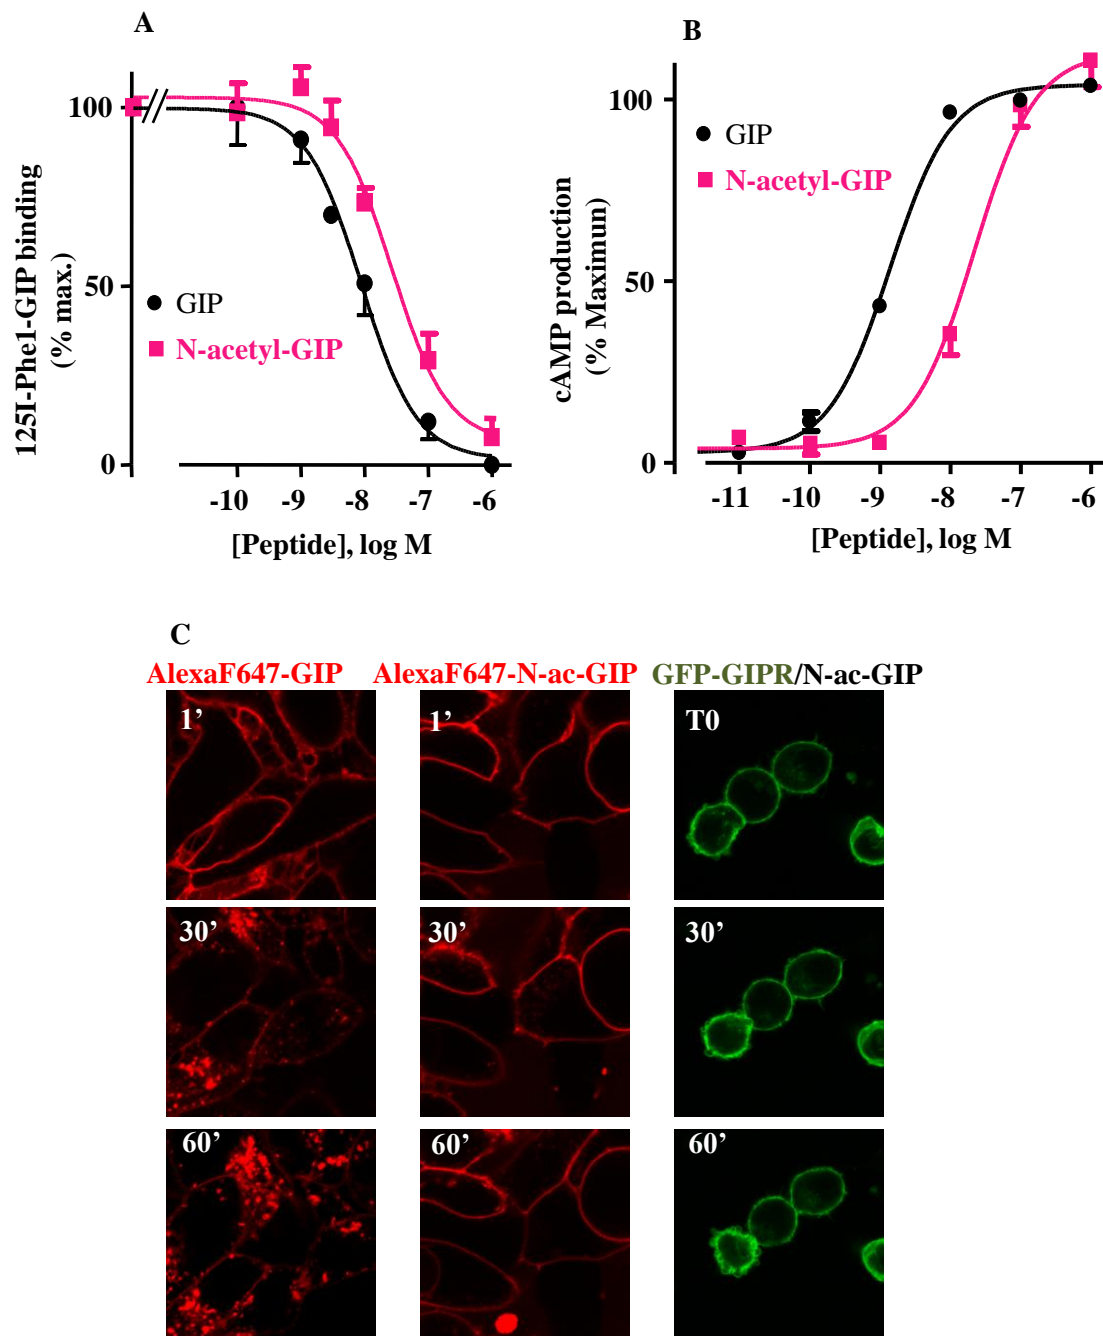 A
125I-Phe1-GIP binding
(% max.)
100
50
0
GIP
N-acetyl-GIP
-10 -9 -8 -7 -6
[Peptide], log M
B
cAMP production
(% Maximun)
100
50
0
GIP
N-acetyl-GIP
-11 -10 -9 -8 -7 -6
[Peptide], log M
C
AlexaF647-GIP AlexaF647-N-ac-GIP GFP-GIPR/N-ac-GIP
1’ 1’ T0
30’ 30’ 30’
60’ 60’ 60’